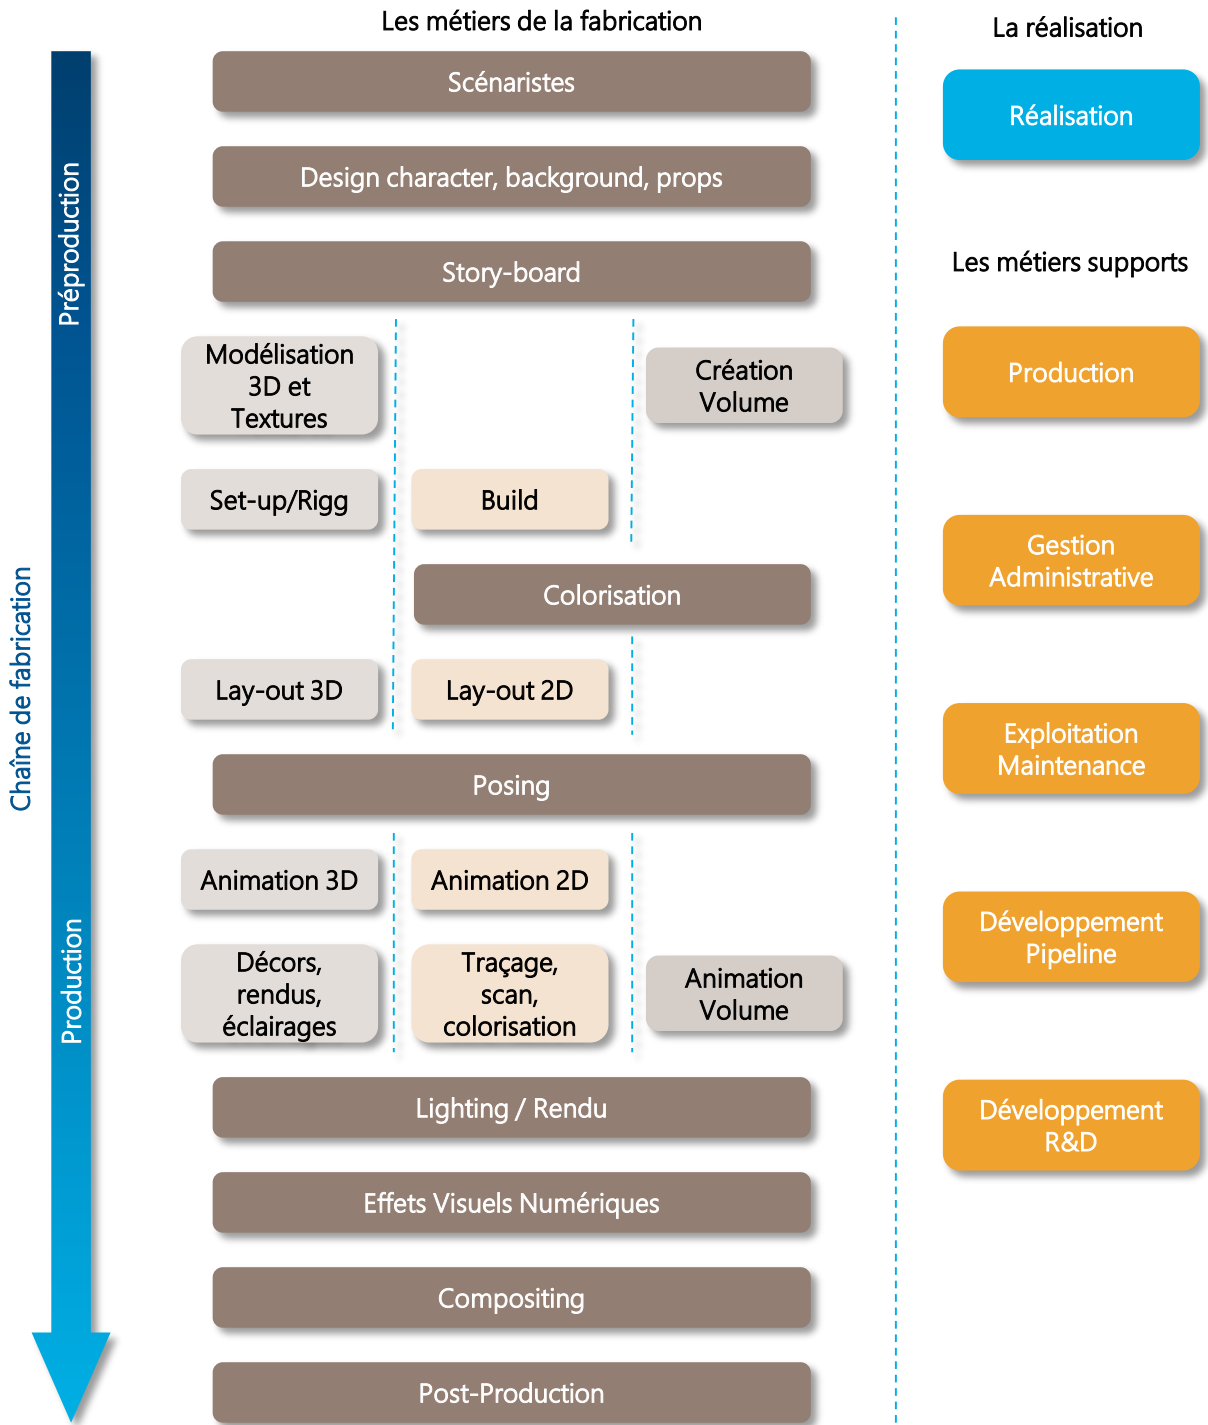 Les métiers de la fabrication
La réalisation
Scénaristes
Réalisation
Design character, background, props
Story-board
Les métiers supports
Préproduction
Modélisation
3D et
Textures
Création
Volume
Production
Set-up/Rigg
Build
Gestion
Administrative
Colorisation
Chaîne de fabrication
Lay-out 3D
Lay-out 2D
Exploitation
Maintenance
Posing
Animation 3D
Animation 2D
Développement
Pipeline
Production
Décors,
rendus,
éclairages
Traçage,
scan,
colorisation
Animation
Volume
Lighting / Rendu
Développement
R&D
Effets Visuels Numériques
Compositing
Post-Production